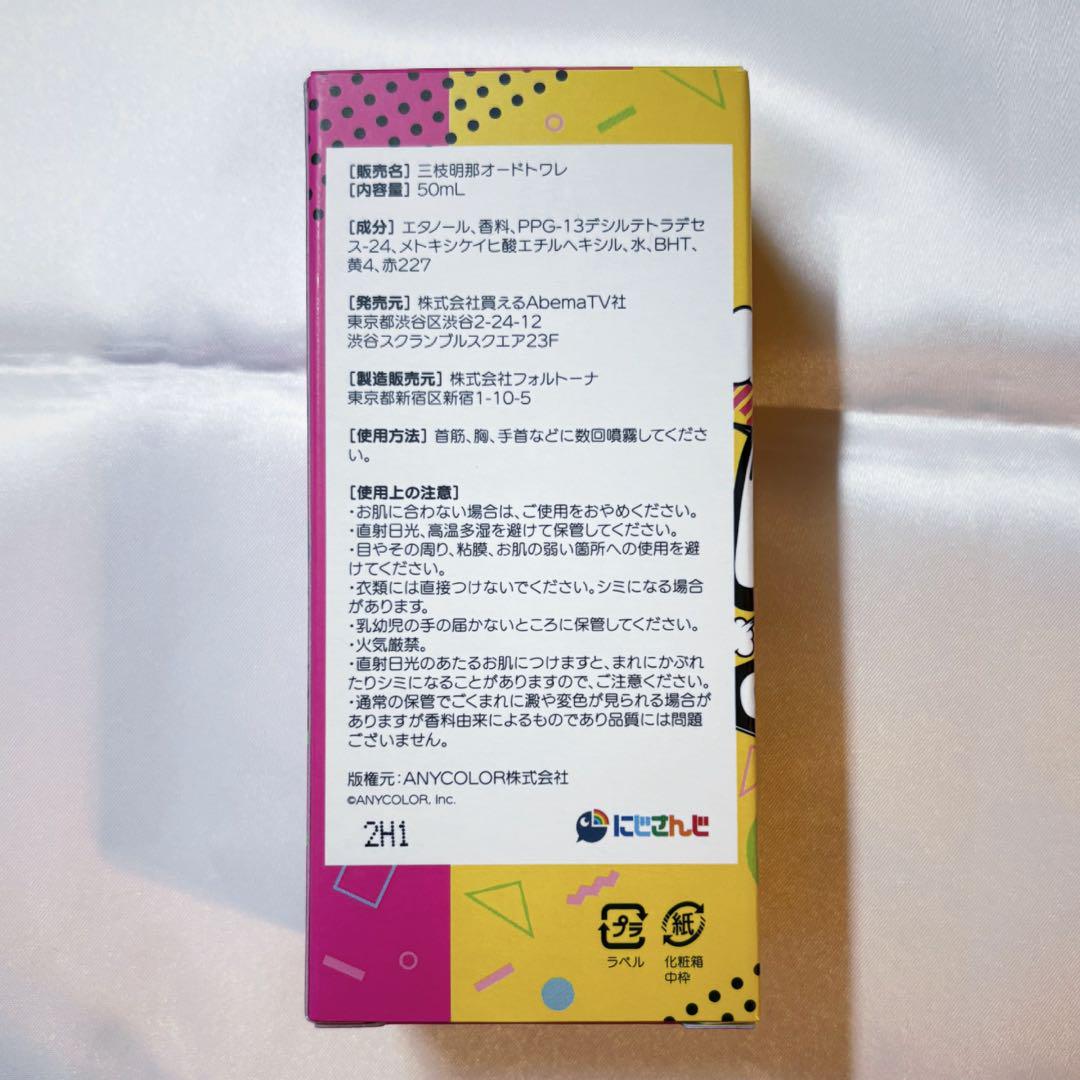 [販売名] 三枝明那オードトワレ
[内容量] 50mL
[成分] エタノール、香料、PPG-13デシルテトラデセ
ス-24、メトキシケイヒ酸エチルヘキシル、水、BHT、
黄4、赤227
[発売元] 株式会社買えるAbemaTV社
東京都渋谷区渋谷2-24-12
渋谷スクランブルスクエア23F
[製造販売元] 株式会社フォルトーナ
東京都新宿区新宿1-10-5
[使用方法] 首筋、胸、手首などに数回噴霧してくださ
い。
[使用上の注意]
・お肌に合わない場合は、ご使用をおやめください。
・直射日光、高温多湿を避けて保管してください。
・目やその周り、粘膜、お肌の弱い箇所への使用を避
けてください。
・衣類には直接つけないでください。シミになる場合
があります。
・乳幼児の手の届かないところに保管してください。
・火気厳禁。
・直射日光のあたるお肌につけますと、まれにかぶれ
たりシミになることがありますので、ご注意ください。
・通常の保管でごくまれに澱や変色が見られる場合が
ありますが香料由来によるものであり品質には問題
ございません。
版権元:ANYCOLOR株式会社
©ANYCOLOR, Inc.
2H1
にじさんじ
プラ
ラベル
紙
化粧箱
中枠